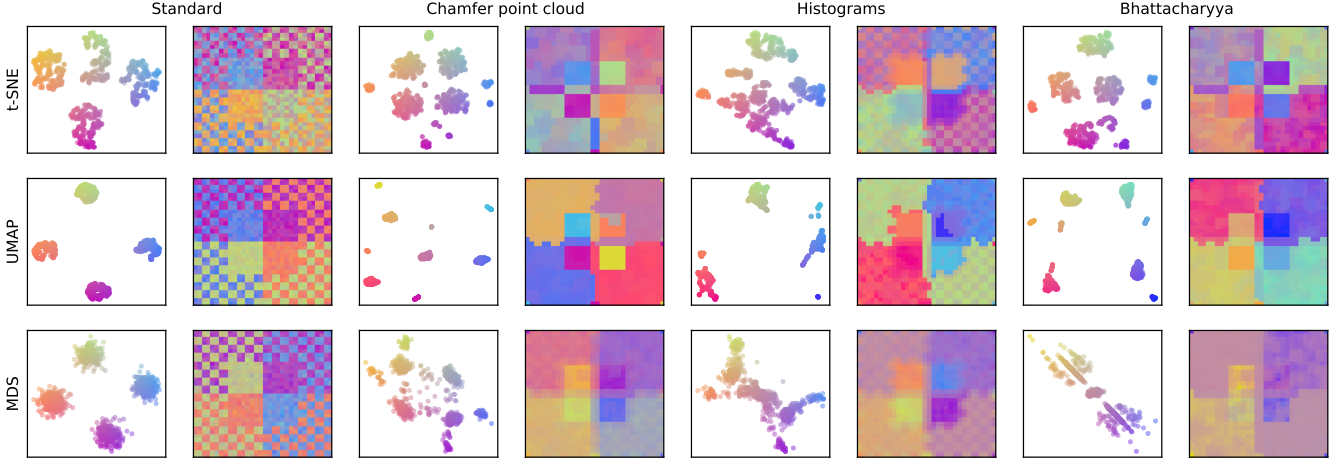 Standard
Chamfer point cloud
Histograms
Bhattacharyya
t-SNE
UMAP
MDS